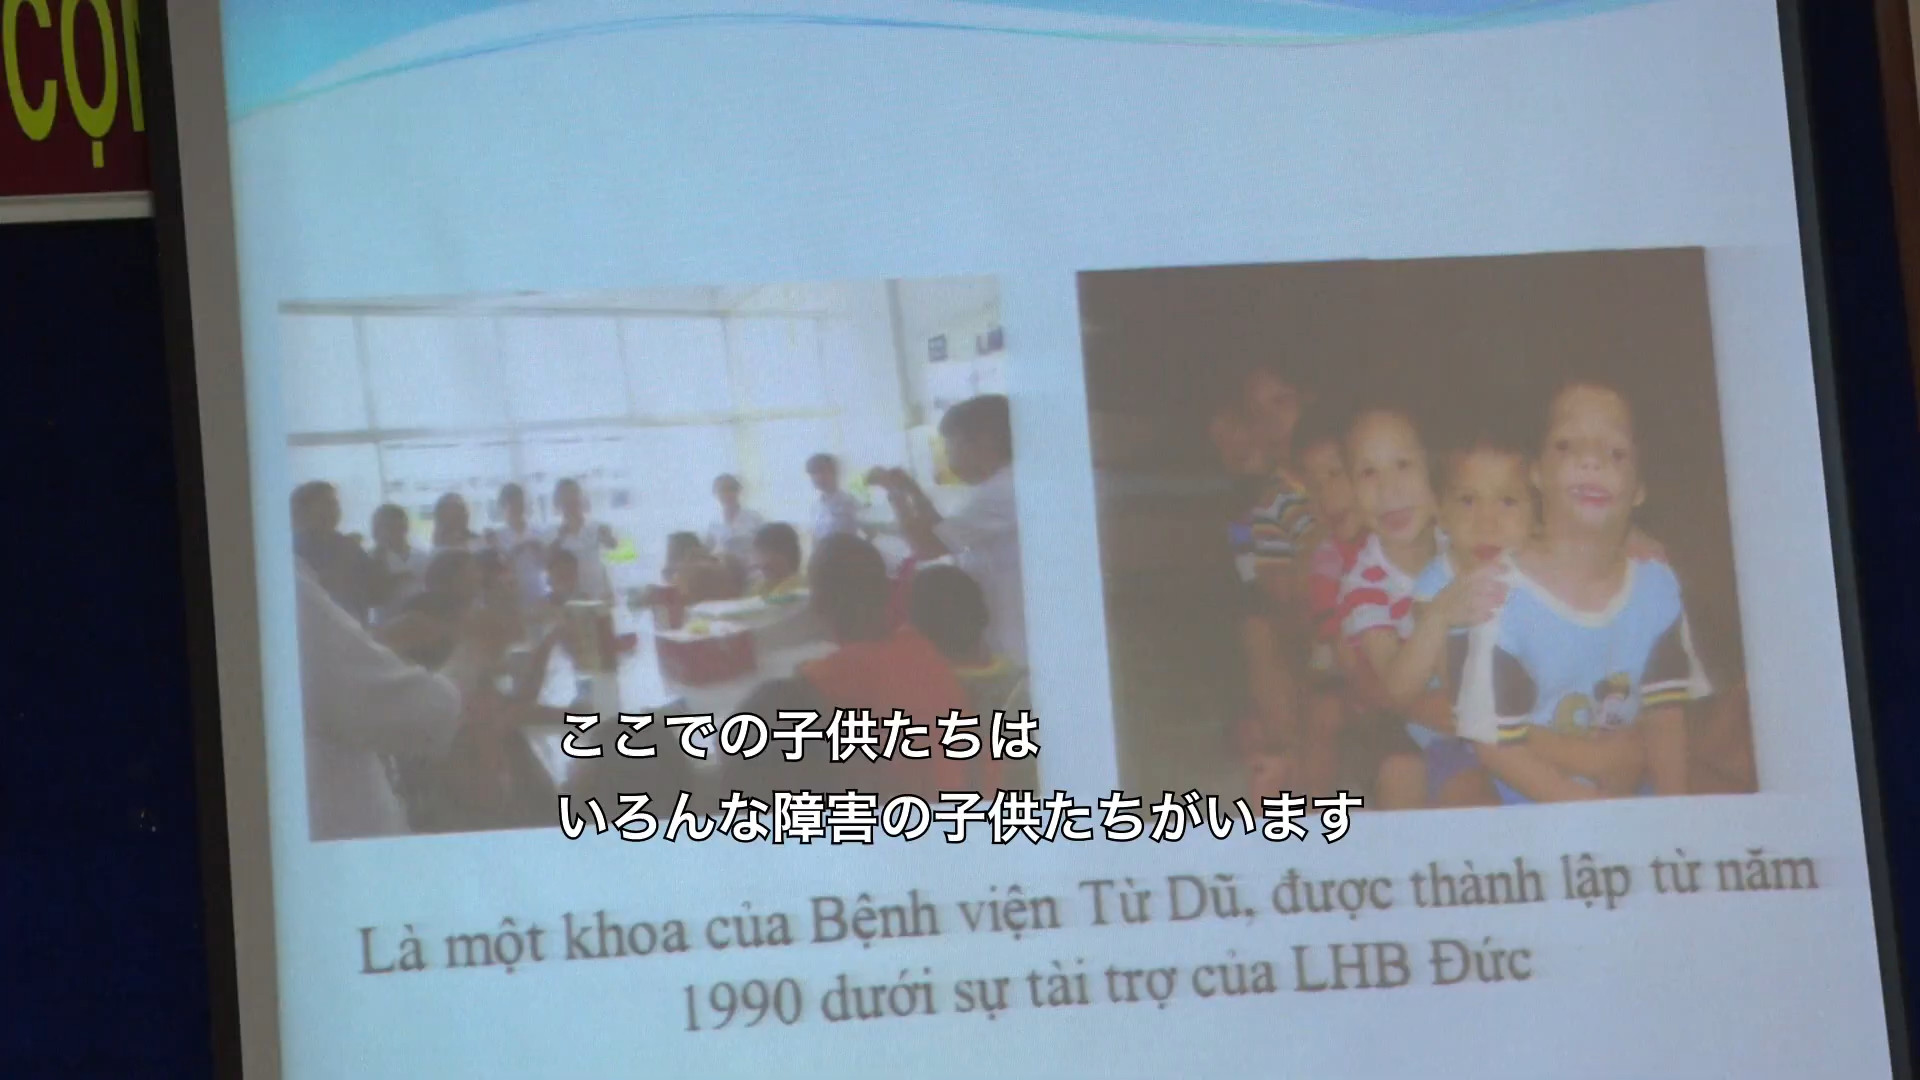 ここでの子供たちは
いろんな障害の子供たちがいます
Là một khoa của Bệnh viện Từ Dũ, được thành lập từ năm
1990 dưới sự tài trợ của LHB Đức